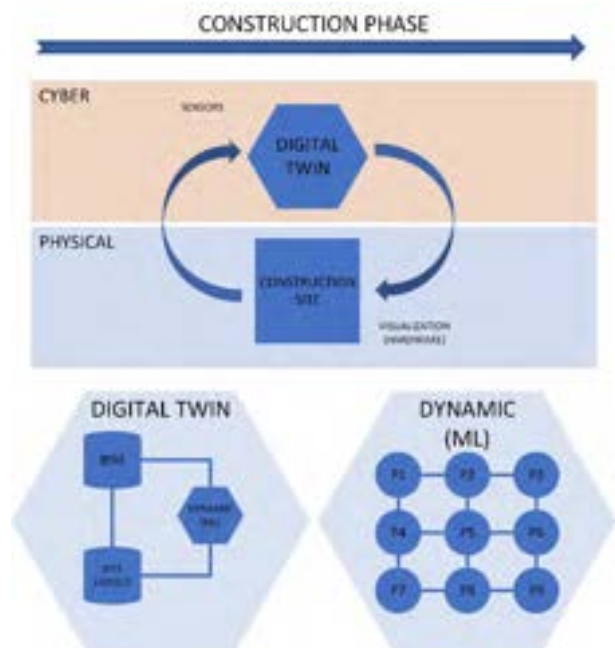 CONSTRUCTION PHASE
CYBER
SENSORS
DIGITAL
TWIN
PHYSICAL
CONSTRUCTION
SITE
VISUALIZATION
DIGITAL TWIN
DYNAMIC
(ML)
BIM
DYNAMIC
(ML)
P1
P2
P3
P4
P5
P6
P7
P8
P9